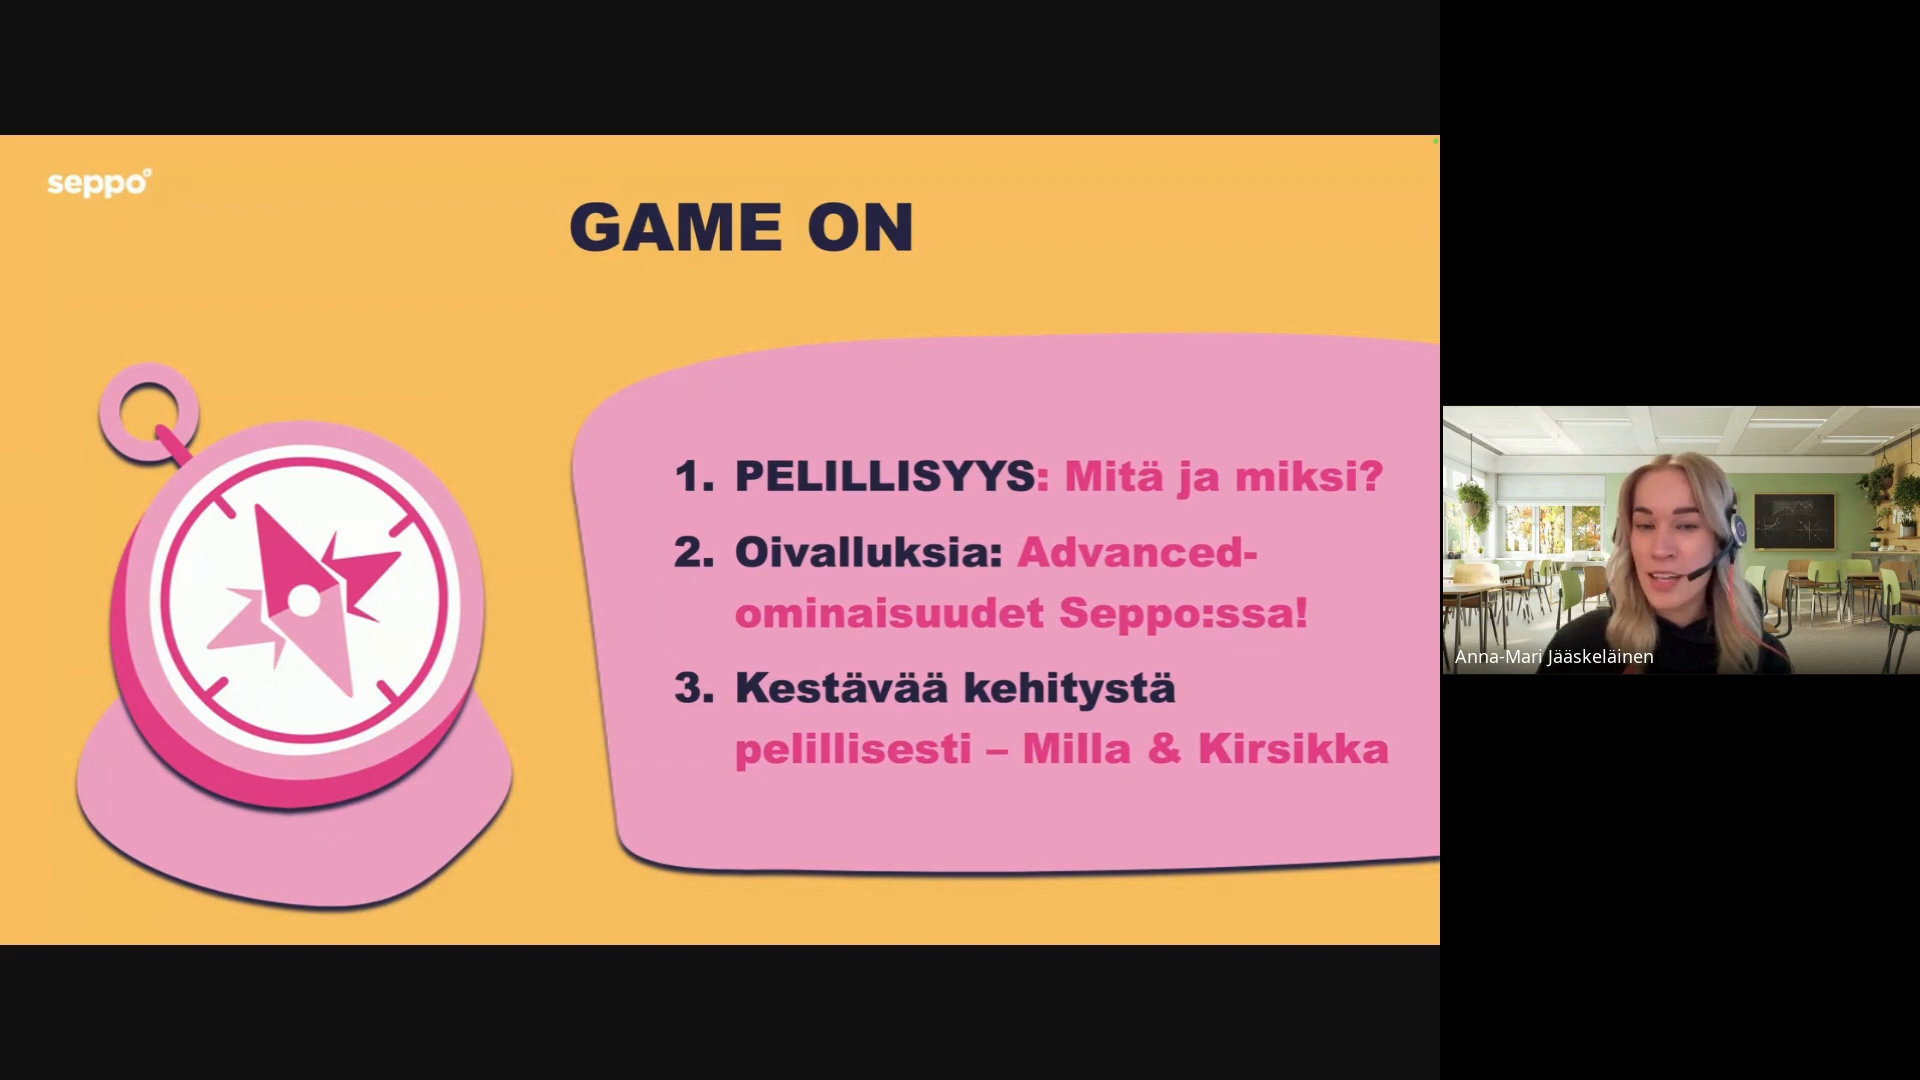 seppo°
GAME ON
1. PELILLISYYS: Mitä ja miksi?
2. Oivalluksia: Advanced-
ominaisuudet Seppo:ssa!
3. Kestävää kehitystä
pelillisesti – Milla & Kirsikka
Anna-Mari Jääskeläinen